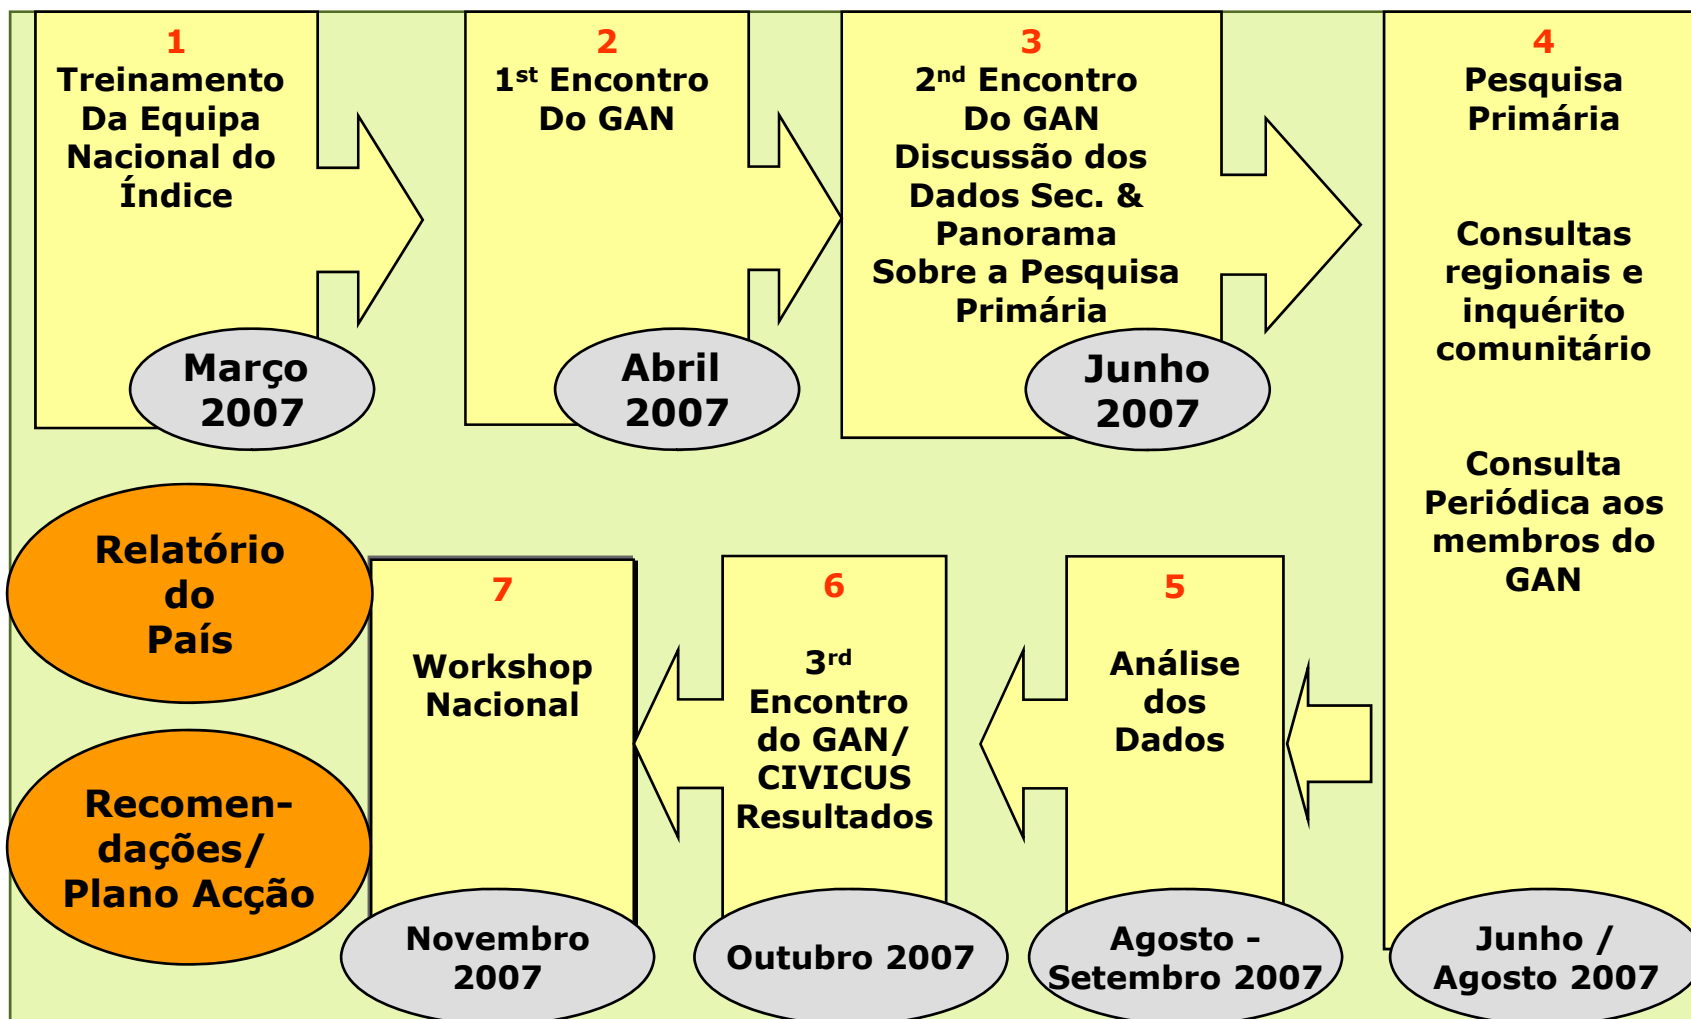 1
Treinamento
Da Equipa
Nacional do
Índice
Março
2007
2
1st Encontro
Do GAN
Abril
2007
3
2nd Encontro
Do GAN
Discussão dos
Dados Sec. &
Panorama
Sobre a Pesquisa
Primária
Junho
2007
4
Pesquisa
Primária
Consultas
regionais e
inquérito
comunitário
Consulta
Periódica aos
membros do
GAN
Junho /
Agosto 2007
5
Análise
dos
Dados
Agosto -
Setembro 2007
6
3rd
Encontro
do GAN/
CIVICUS
Resultados
Outubro 2007
7
Workshop
Nacional
Novembro
2007
Relatório
do
País
Recomen-
dações/
Plano Acção